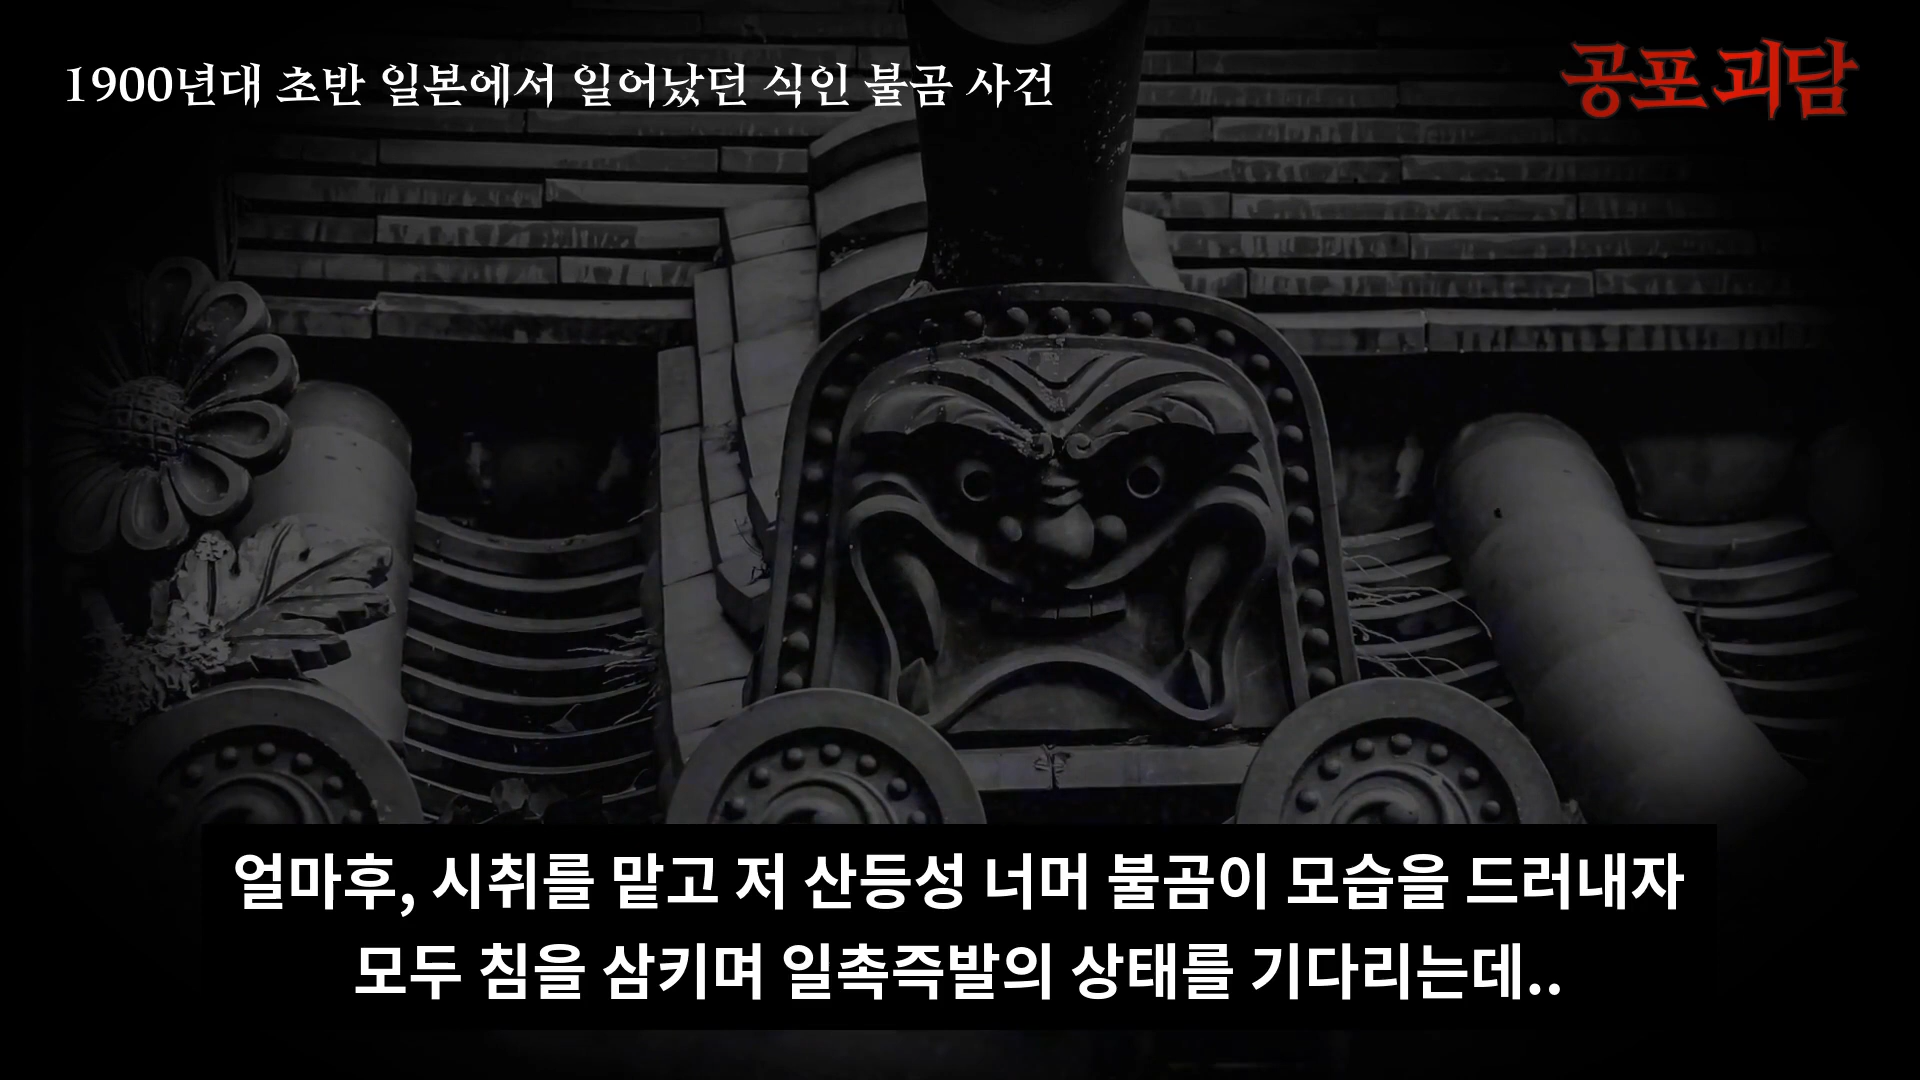 1900년대 초반 일본에서 일어났던 식인 불곰 사건
공포 괴담
얼마후, 시취를 맡고 저 산등성 너머 불곰이 모습을 드러내자
모두 침을 삼키며 일촉즉발의 상태를 기다리는데..